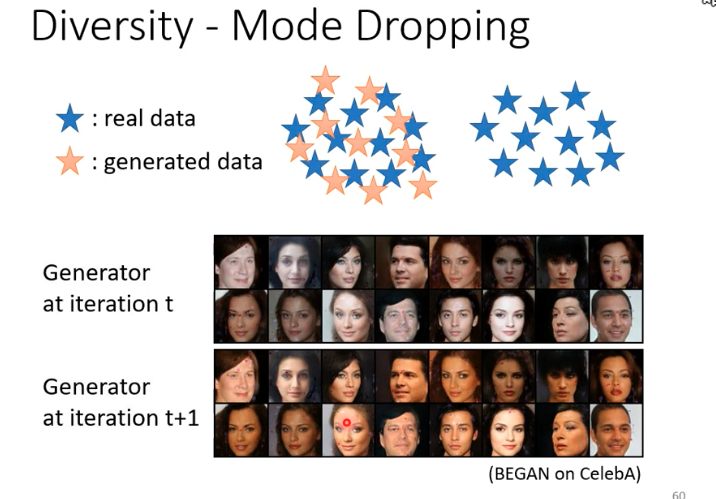 Diversity - Mode Dropping
: real data
: generated data
Generator
at iteration t
Generator
at iteration t+1
(BEGAN on CelebA)
60